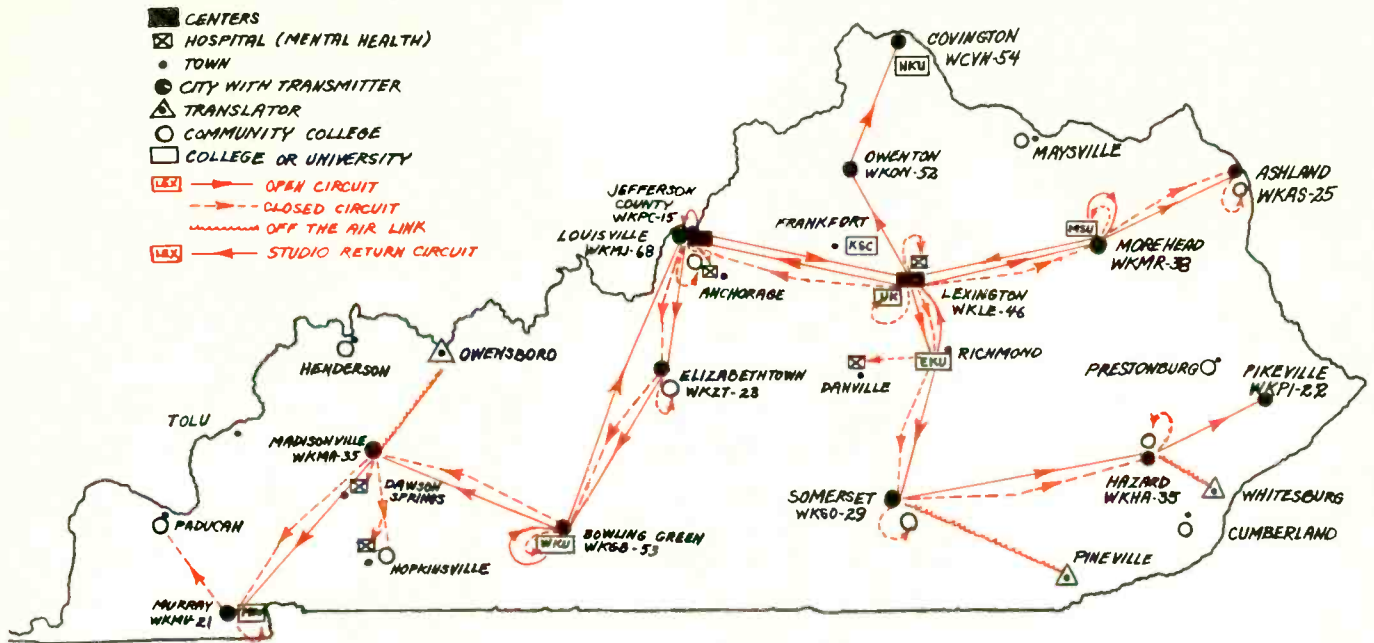 CENTERS
HOSPITAL (MENTAL HEALTH)
TOWN
CITY WITH TRANSMITTER
TRANSLATOR
COMMUNITY COLLEGE
COLLEGE OR UNIVERSITY
LEX OPEN CIRCUIT
CLOSED CIRCUIT
OFF THE AIR LINK
LEX STUDIO RETURN CIRCUIT
COVINGTON
WCVN-54
NKU
MAYSVILLE
OWENTON
WKON-52
ASHLAND
WKAS-25
JEFFERSON
COUNTY
WKPC-15
LOUISVILLE
WKMJ-68
FRANKFORT
KSC
MSU
MOREHEAD
WKMR-38
ANCHORAGE
UK
LEXINGTON
WKLE-46
HENDERSON
OWENSBORO
ELIZABETHTOWN
WKZT-23
EKU
RICHMOND
DANVILLE
PRESTONBURG
PIKEVILLE
WKPI-22
TOLU
MADISONVILLE
WKMA-35
DAWSON
SPRINGS
HAZARD
WKHA-35
WHITESBURG
SOMERSET
WKSO-29
CUMBERLAND
PADUCAH
WKU
BOWLING GREEN
WKGB-53
HOPKINSVILLE
PINEVILLE
MURRAY
WKMU-21
MSU